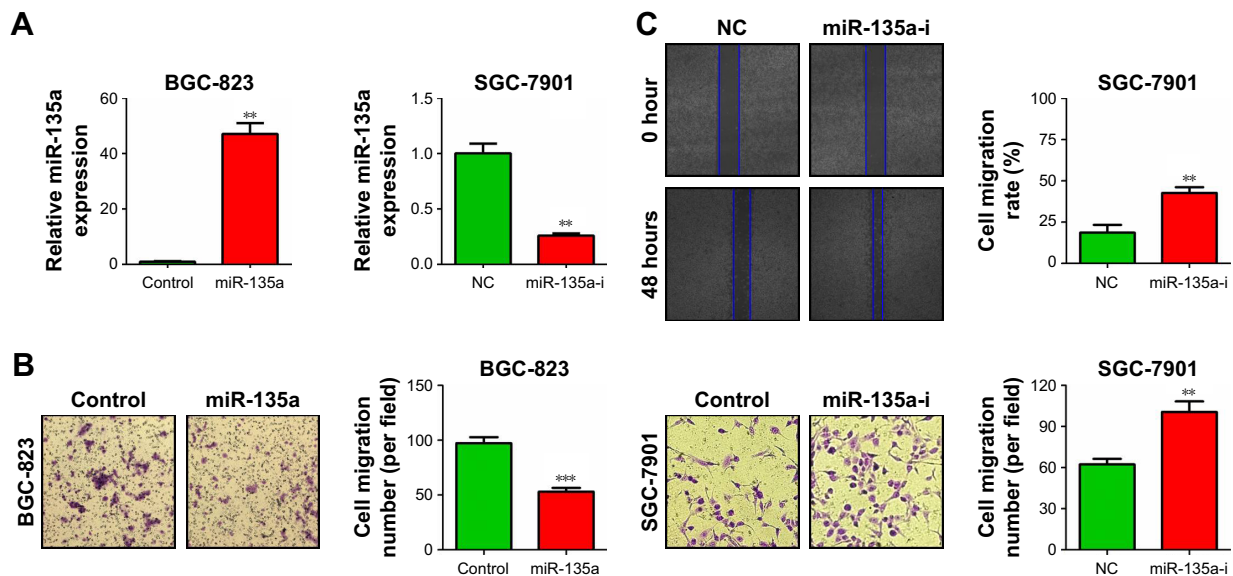 A
BGC-823
Relative miR-135a
expression
60
40
20
0
**
Control
miR-135a
SGC-7901
Relative miR-135a
expression
1.5
1.0
0.5
0.0
**
NC
miR-135a-i
C
NC
miR-135a-i
0 hour
48 hours
SGC-7901
Cell migration
rate (%)
100
75
50
25
0
**
NC
miR-135a-i
B
Control
miR-135a
BGC-823
BGC-823
Cell migration
number (per field)
150
100
50
0
***
Control
miR-135a
Control
miR-135a-i
SGC-7901
SGC-7901
Cell migration
number (per field)
120
90
60
30
0
**
NC
miR-135a-i